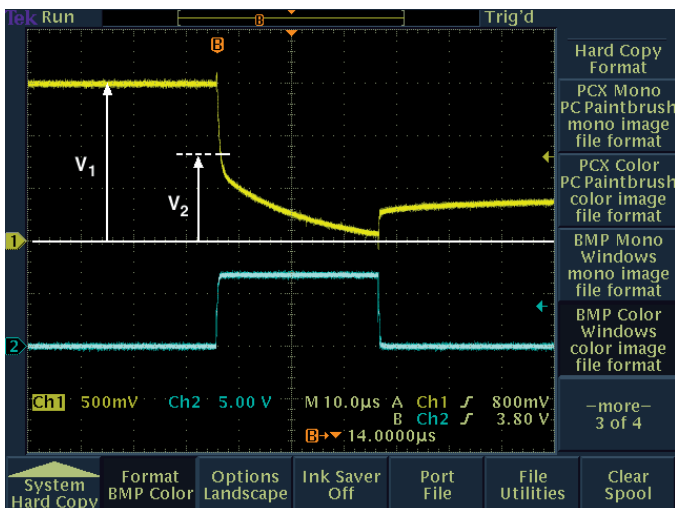 Tek Run
B
Trig'd
B
V1
V2
1
2
Ch1 500mV Ch2 5.00 V M 10.0µs A Ch1 ʃ 800mV
B Ch2 ʃ 3.80 V
B→▾ 14.0000µs
Hard Copy
Format
PCX Mono
PC Paintbrush
mono image
file format
PCX Color
PC Paintbrush
color image
file format
BMP Mono
Windows
mono image
file format
BMP Color
Windows
color image
file format
–more–
3 of 4
System
Hard Copy
Format
BMP Color
Options
Landscape
Ink Saver
Off
Port
File
File
Utilities
Clear
Spool